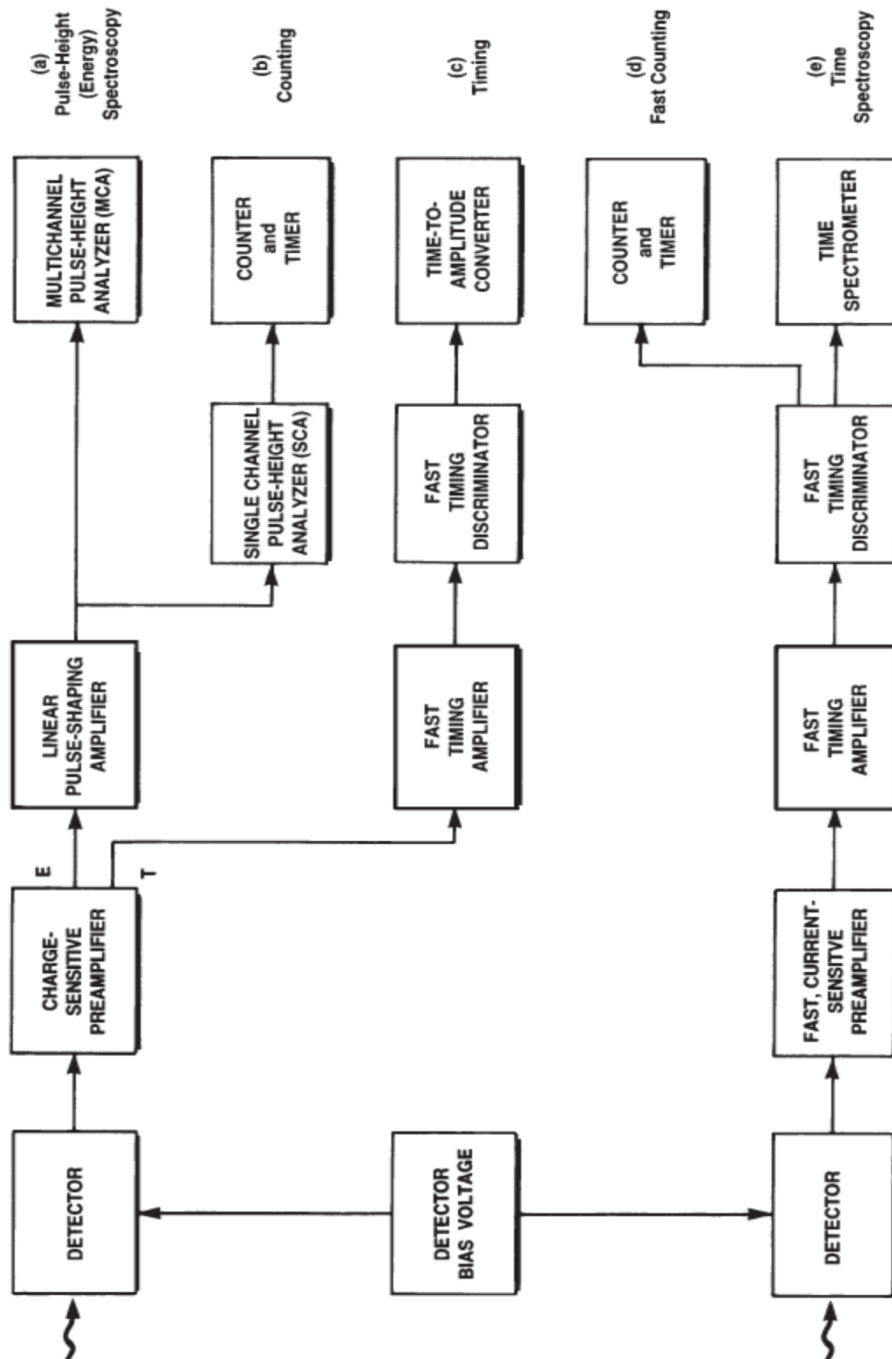 (a)
Pulse-Height
(Energy)
Spectroscopy
MULTICHANNEL
PULSE-HEIGHT
ANALYZER (MCA)
LINEAR
PULSE-SHAPING
AMPLIFIER
E
T
CHARGE-
SENSITIVE
PREAMPLIFIER
DETECTOR
(b)
Counting
COUNTER
and
TIMER
SINGLE CHANNEL
PULSE-HEIGHT
ANALYZER (SCA)
(c)
Timing
TIME-TO-
AMPLITUDE
CONVERTER
FAST
TIMING
DISCRIMINATOR
FAST
TIMING
AMPLIFIER
DETECTOR
BIAS VOLTAGE
(d)
Fast Counting
COUNTER
and
TIMER
(e)
Time
Spectroscopy
TIME
SPECTROMETER
FAST
TIMING
DISCRIMINATOR
FAST
TIMING
AMPLIFIER
FAST, CURRENT-
SENSITVE
PREAMPLIFIER
DETECTOR